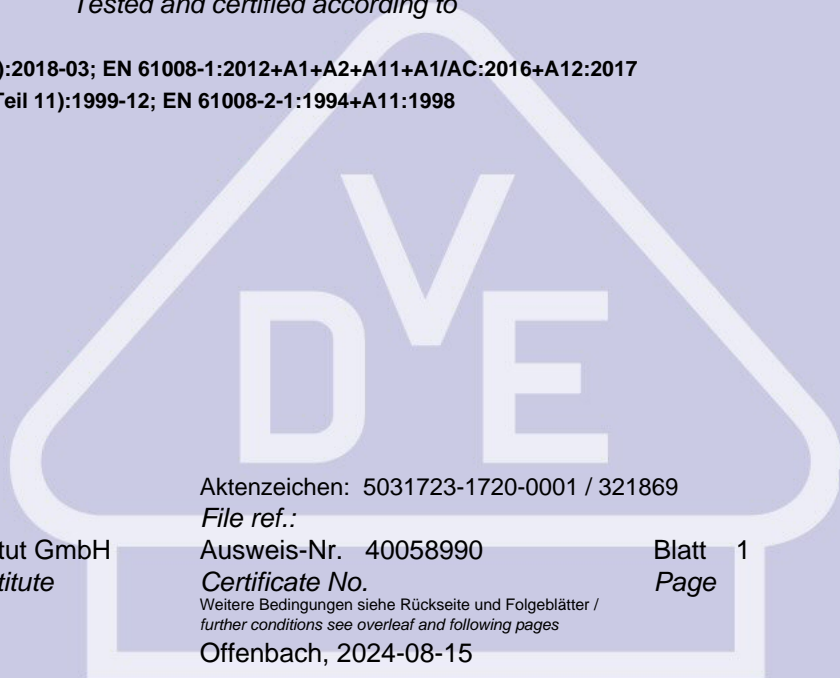 Tested and certified according to
):2018-03; EN 61008-1:2012+A1+A2+A11+A1/AC:2016+A12:2017
Teil 11):1999-12; EN 61008-2-1:1994+A11:1998
V
D E
Aktenzeichen: 5031723-1720-0001 / 321869
File ref.:
tut GmbH Ausweis-Nr. 40058990 Blatt 1
titute Certificate No. Page
Weitere Bedingungen siehe Rückseite und Folgeblätter /
further conditions see overleaf and following pages
Offenbach, 2024-08-15